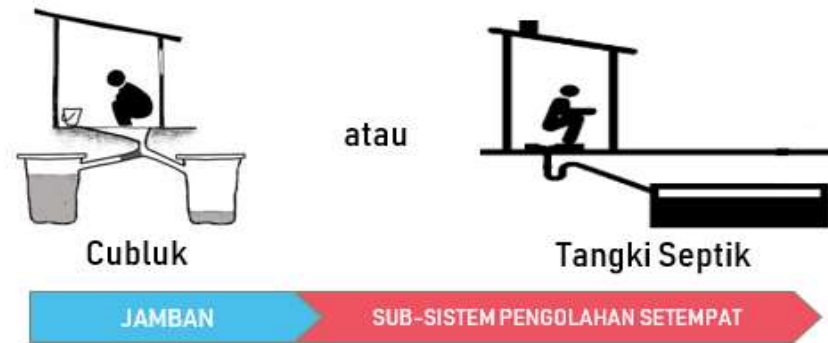 atau
Cubluk
Tangki Septik
JAMBAN
SUB-SISTEM PENGOLAHAN SETEMPAT